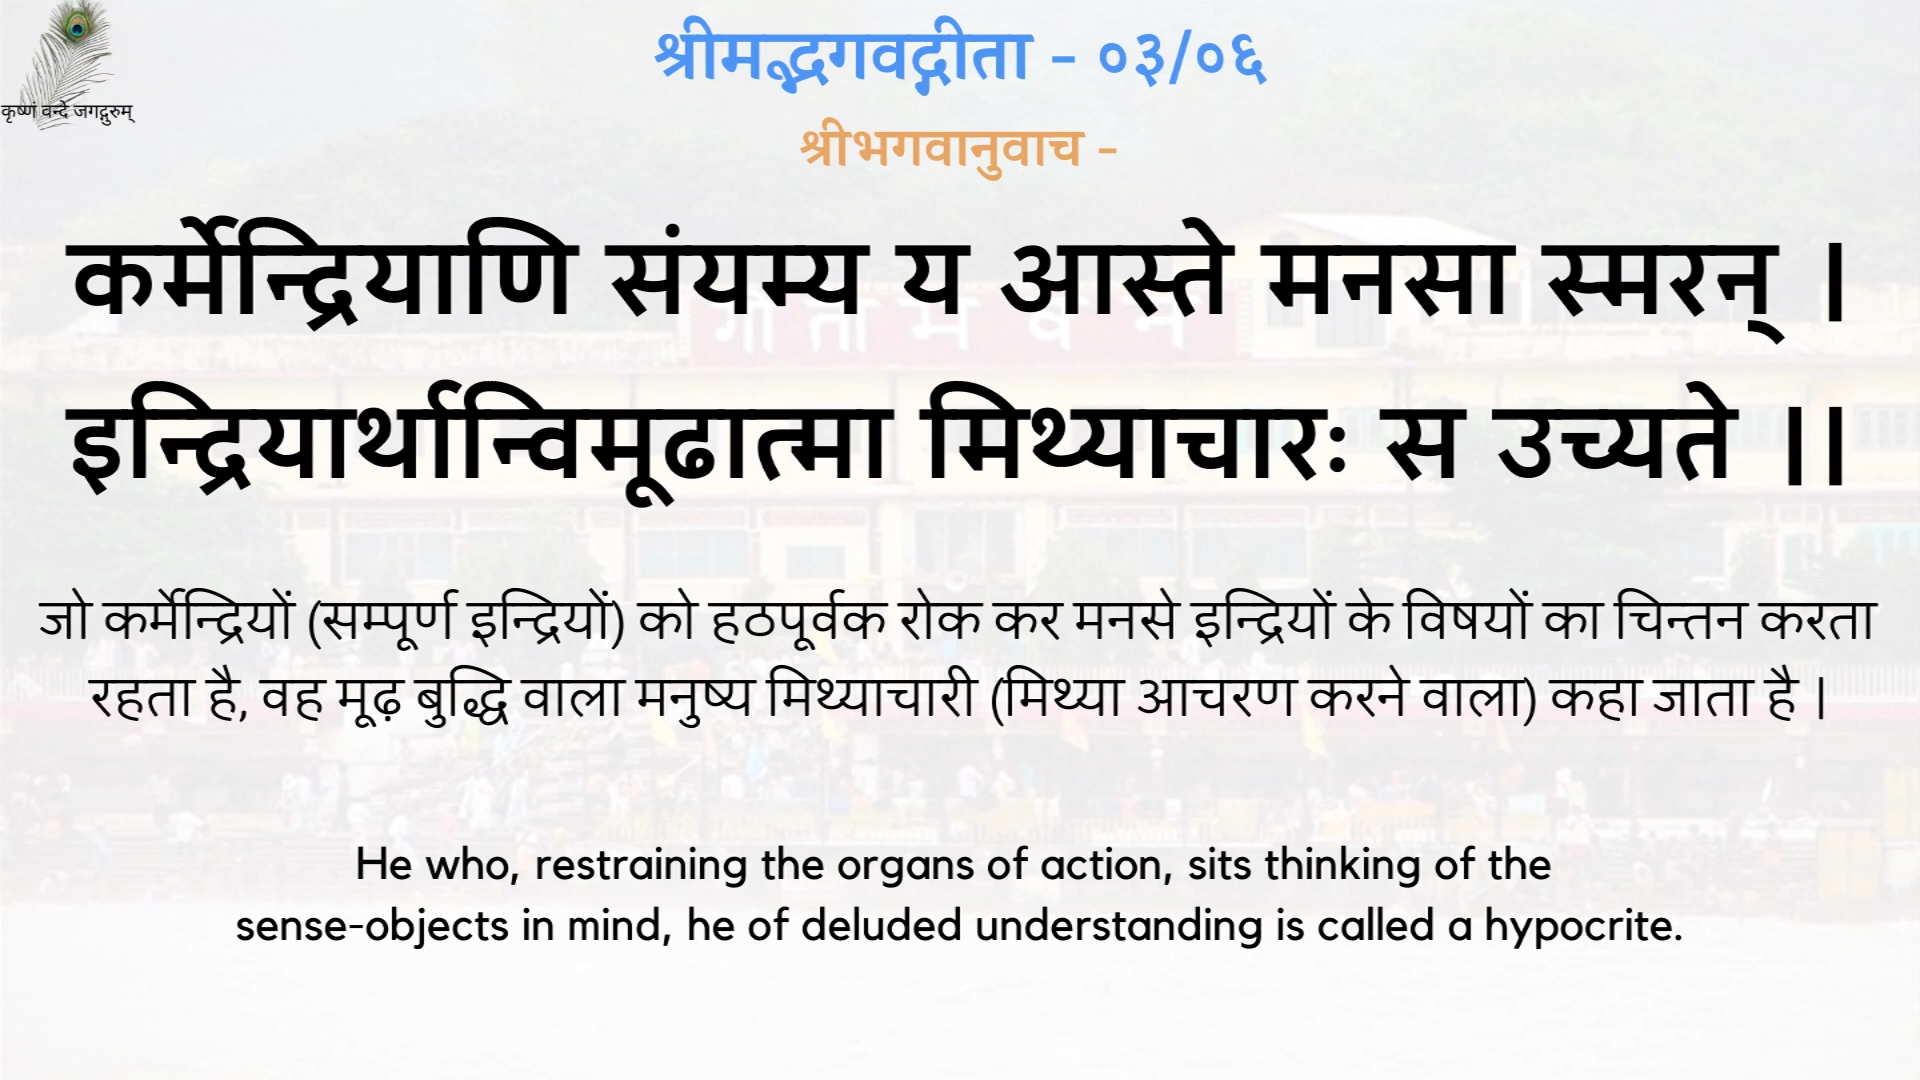 श्रीमद्भगवद्गीता - ०३/०६
कृष्णं वन्दे जगद्गुरुम्
श्रीभगवानुवाच -
कर्मेन्द्रियाणि संयम्य य आस्ते मनसा स्मरन् ।
गीता भवन
इन्द्रियार्थान्विमूढात्मा मिथ्याचारः स उच्यते ।।
जो कर्मेन्द्रियों (सम्पूर्ण इन्द्रियों) को हठपूर्वक रोक कर मनसे इन्द्रियों के विषयों का चिन्तन करता
रहता है, वह मूढ़ बुद्धि वाला मनुष्य मिथ्याचारी (मिथ्या आचरण करने वाला) कहा जाता है |
He who, restraining the organs of action, sits thinking of the
sense-objects in mind, he of deluded understanding is called a hypocrite.